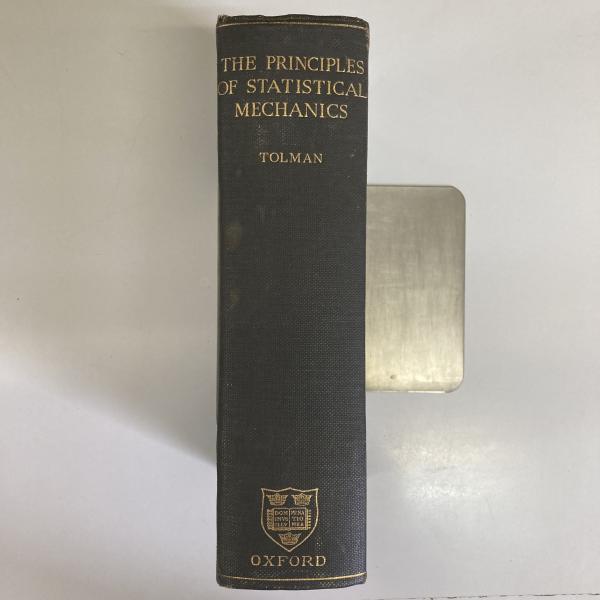 THE PRINCIPLES
OF STATISTICAL
MECHANICS
TOLMAN
DOM MINA
INVS TIO
ILLV MEA
OXFORD